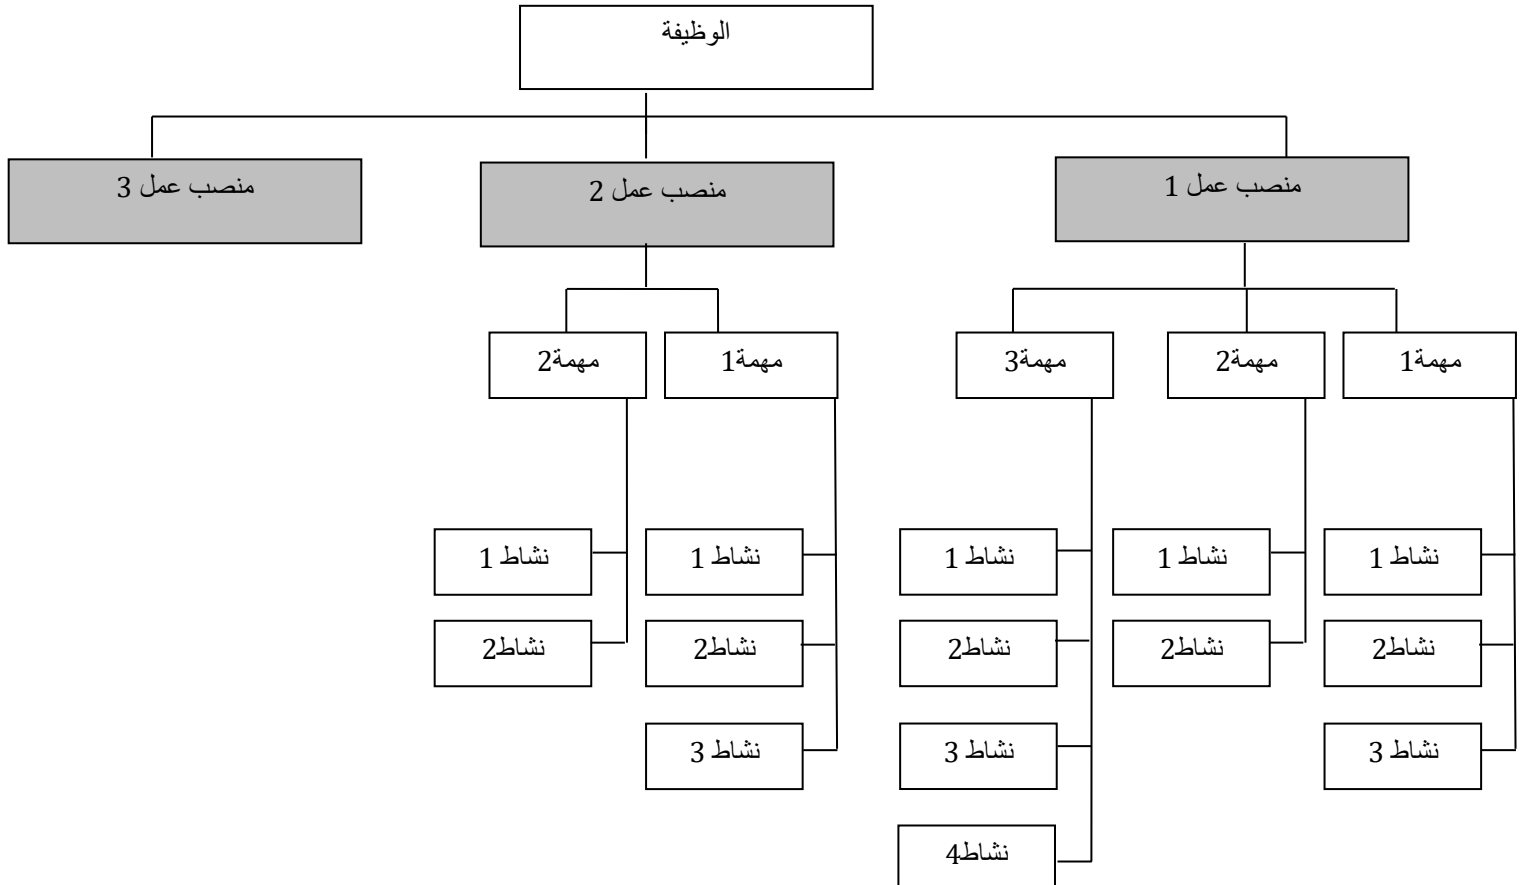 الوظيفة
منصب عمل 1
منصب عمل 2
منصب عمل 3
مهمة1
مهمة2
مهمة3
مهمة1
مهمة2
نشاط 1
نشاط 1
نشاط 1
نشاط 1
نشاط 1
نشاط2
نشاط2
نشاط2
نشاط2
نشاط2
نشاط 3
نشاط 3
نشاط 3
نشاط4